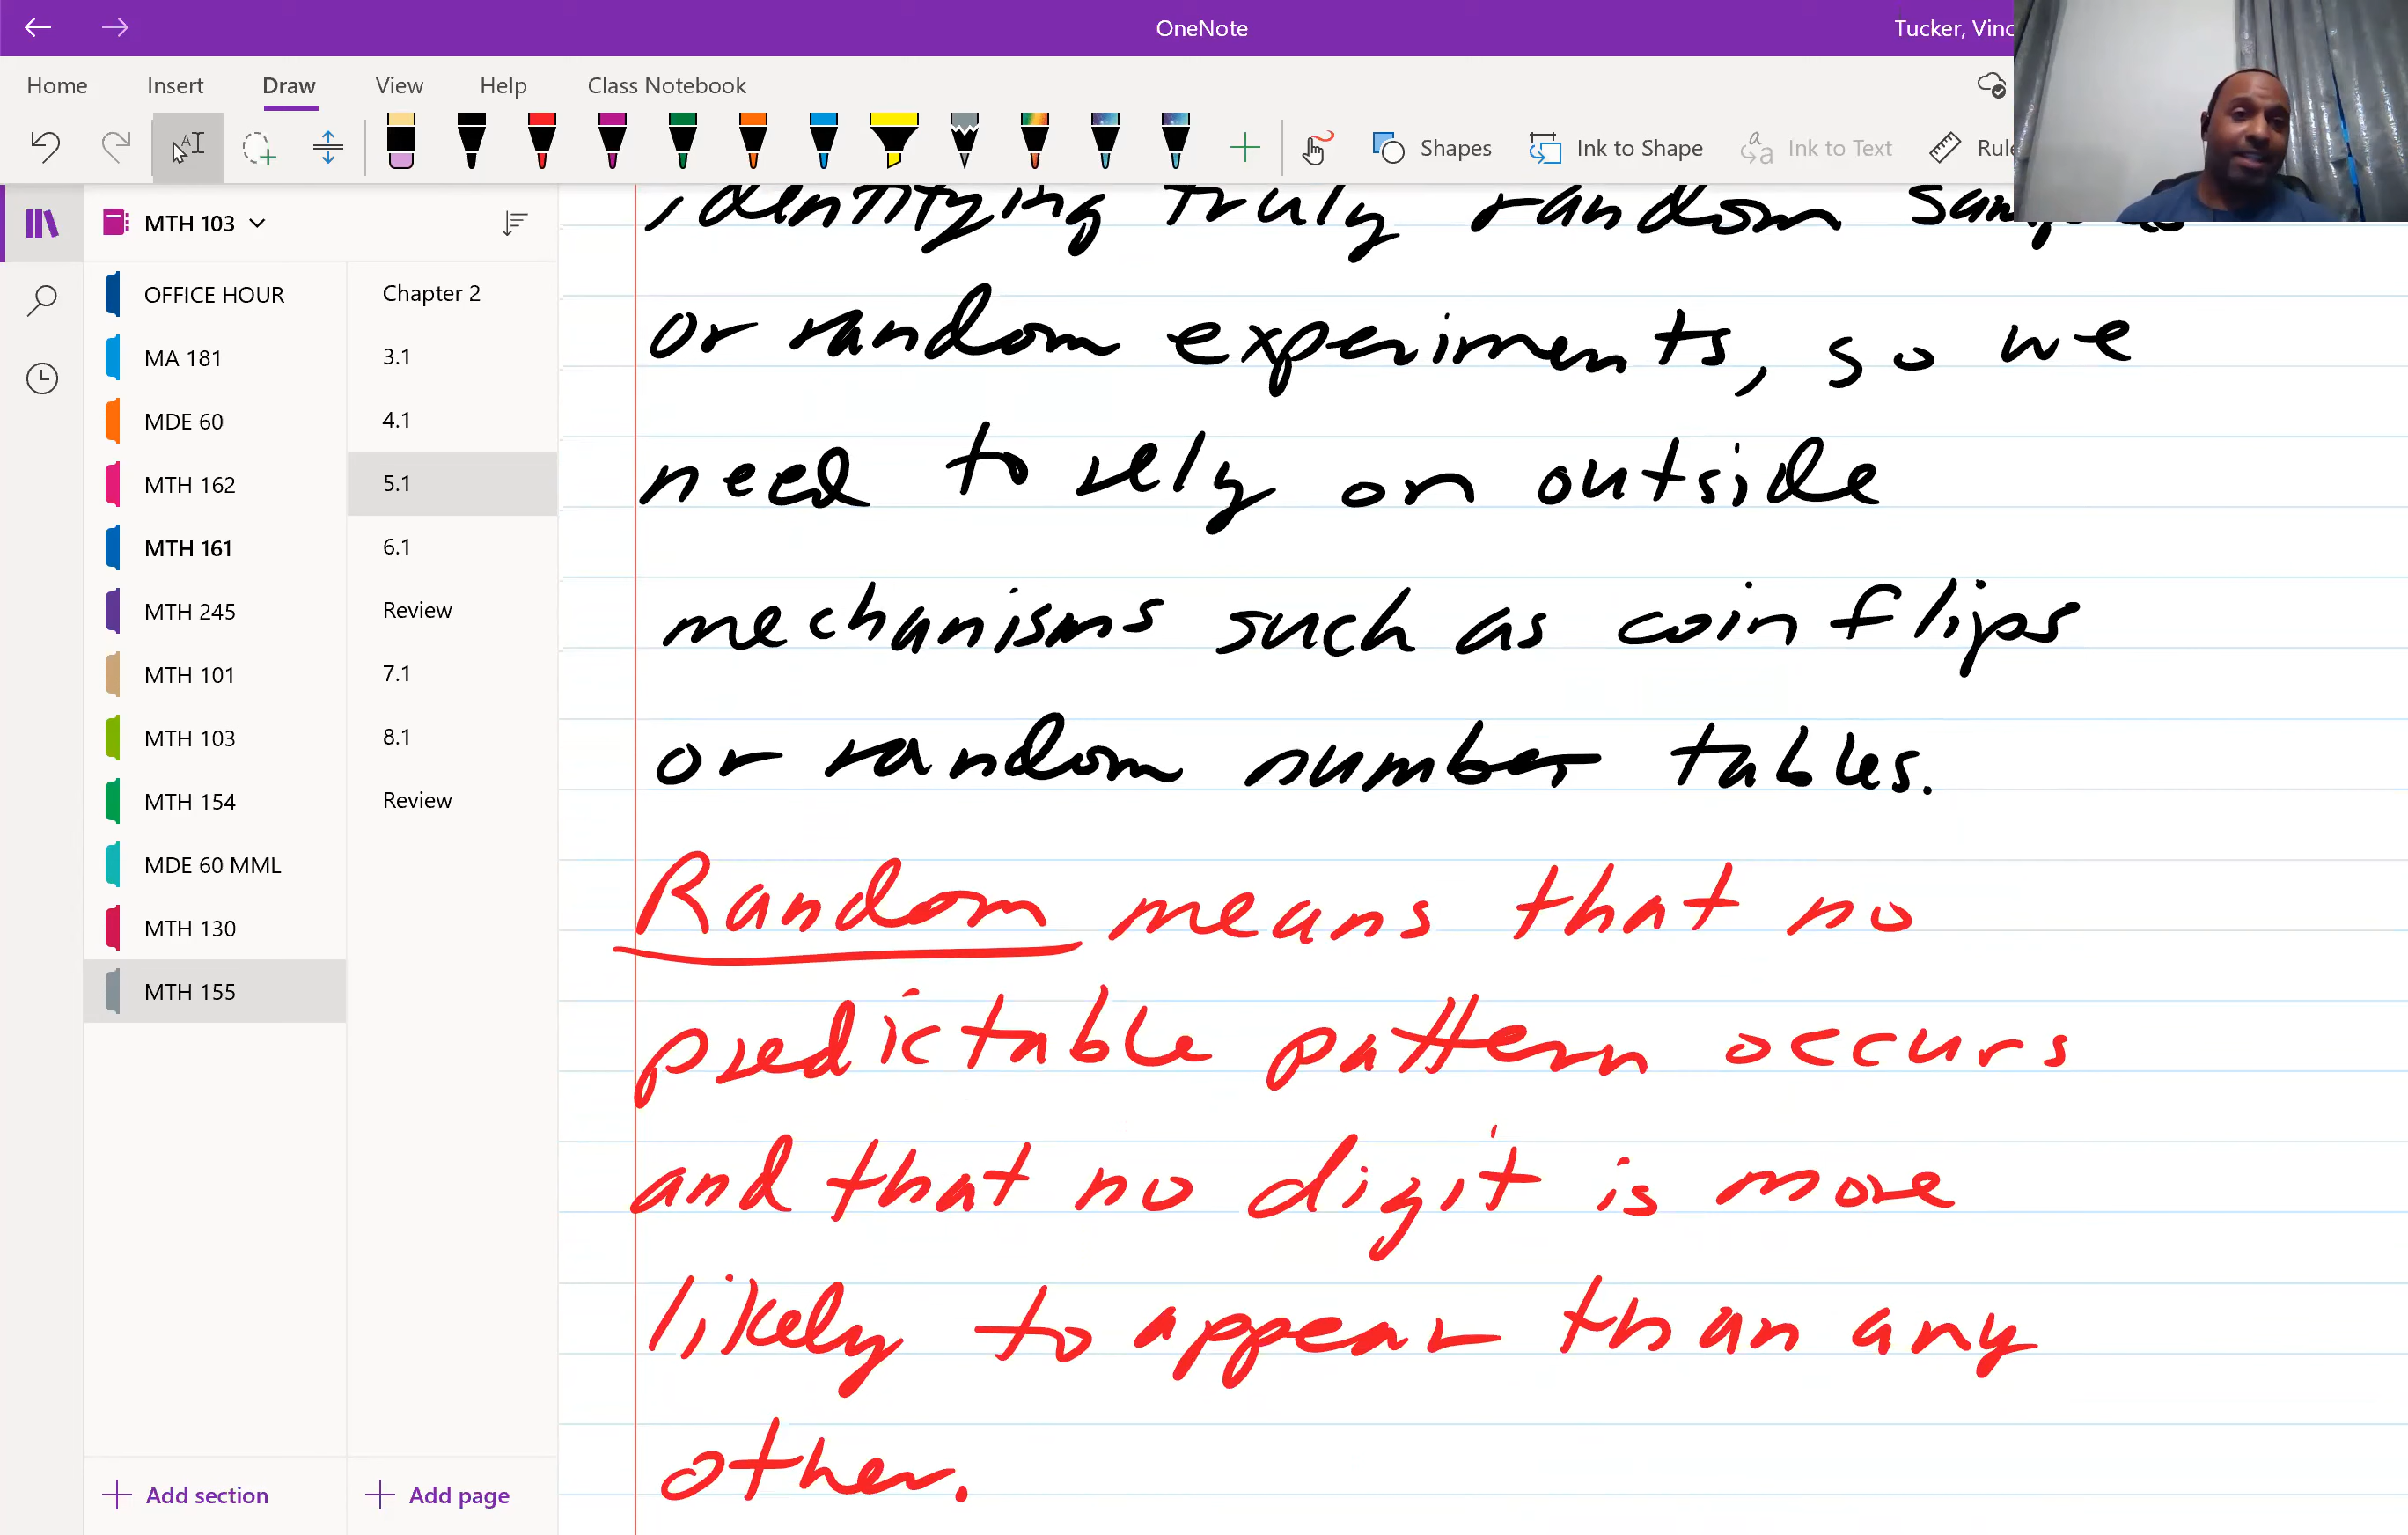 OneNote
Tucker, Vinc
Home Insert Draw View Help Class Notebook
Shapes Ink to Shape Ink to Text Rule
MTH 103
OFFICE HOUR
MA 181
MDE 60
MTH 162
MTH 161
MTH 245
MTH 101
MTH 103
MTH 154
MDE 60 MML
MTH 130
MTH 155
Add section
Chapter 2
3.1
4.1
5.1
6.1
Review
7.1
8.1
Review
Add page
identifying truly random
or random experiments, so we
need to rely on outside
mechanisms such as coin flips
or random number tables.
Random means that no
predictable pattern occurs
and that no digit is more
likely to appear than any
other.